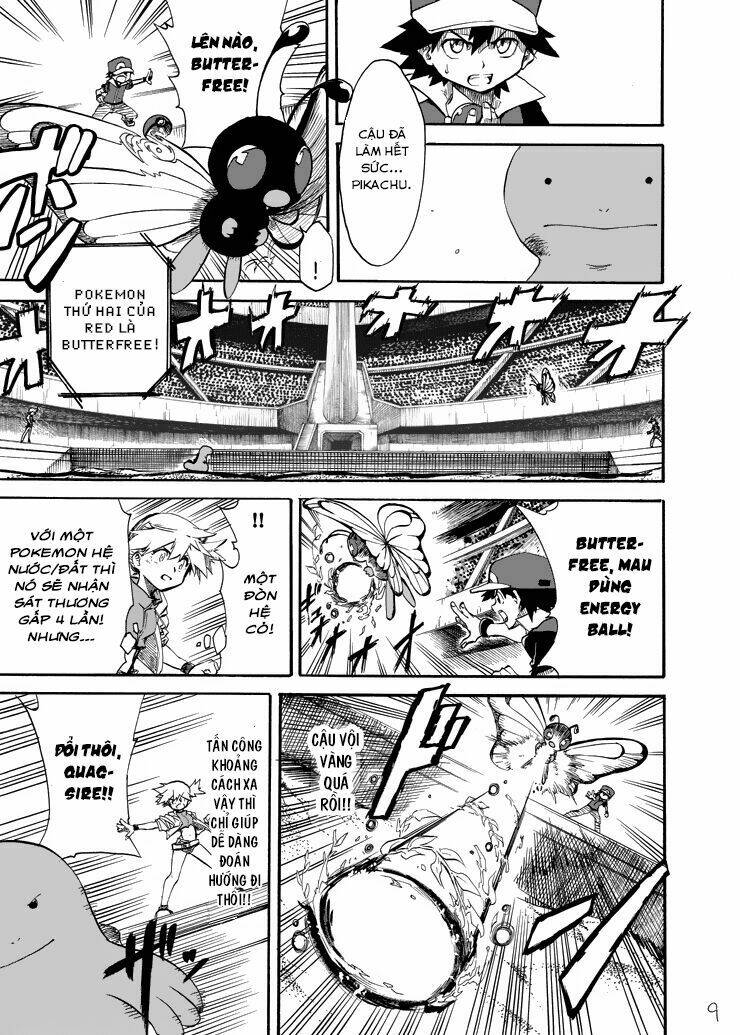 CẬU ĐÃ
LÀM HẾT
SỨC...
PIKACHU.
LÊN NÀO,
BUTTER-
FREE!
!
POKEMON
THỨ HAI CỦA
RED LÀ
BUTTERFREE!
BUTTER-
FREE, MAU
DÙNG
ENERGY
BALL!
!!
MỘT
ĐÒN HỆ
CỎ!
VỚI MỘT
POKEMON HỆ
NƯỚC/ĐẤT THÌ
NÓ SẼ NHẬN
SÁT THƯƠNG
GẤP 4 LẦN!
NHƯNG...
CẬU VỘI
VÀNG
QUÁ
RỒI!!
TẤN CÔNG
KHOẢNG
CÁCH XA
VẬY THÌ
CHỈ GIÚP
DỄ DÀNG
ĐOÁN
HƯỚNG ĐI
THÔI!!
ĐỔI THÔI,
QUAG-
SIRE!!
9